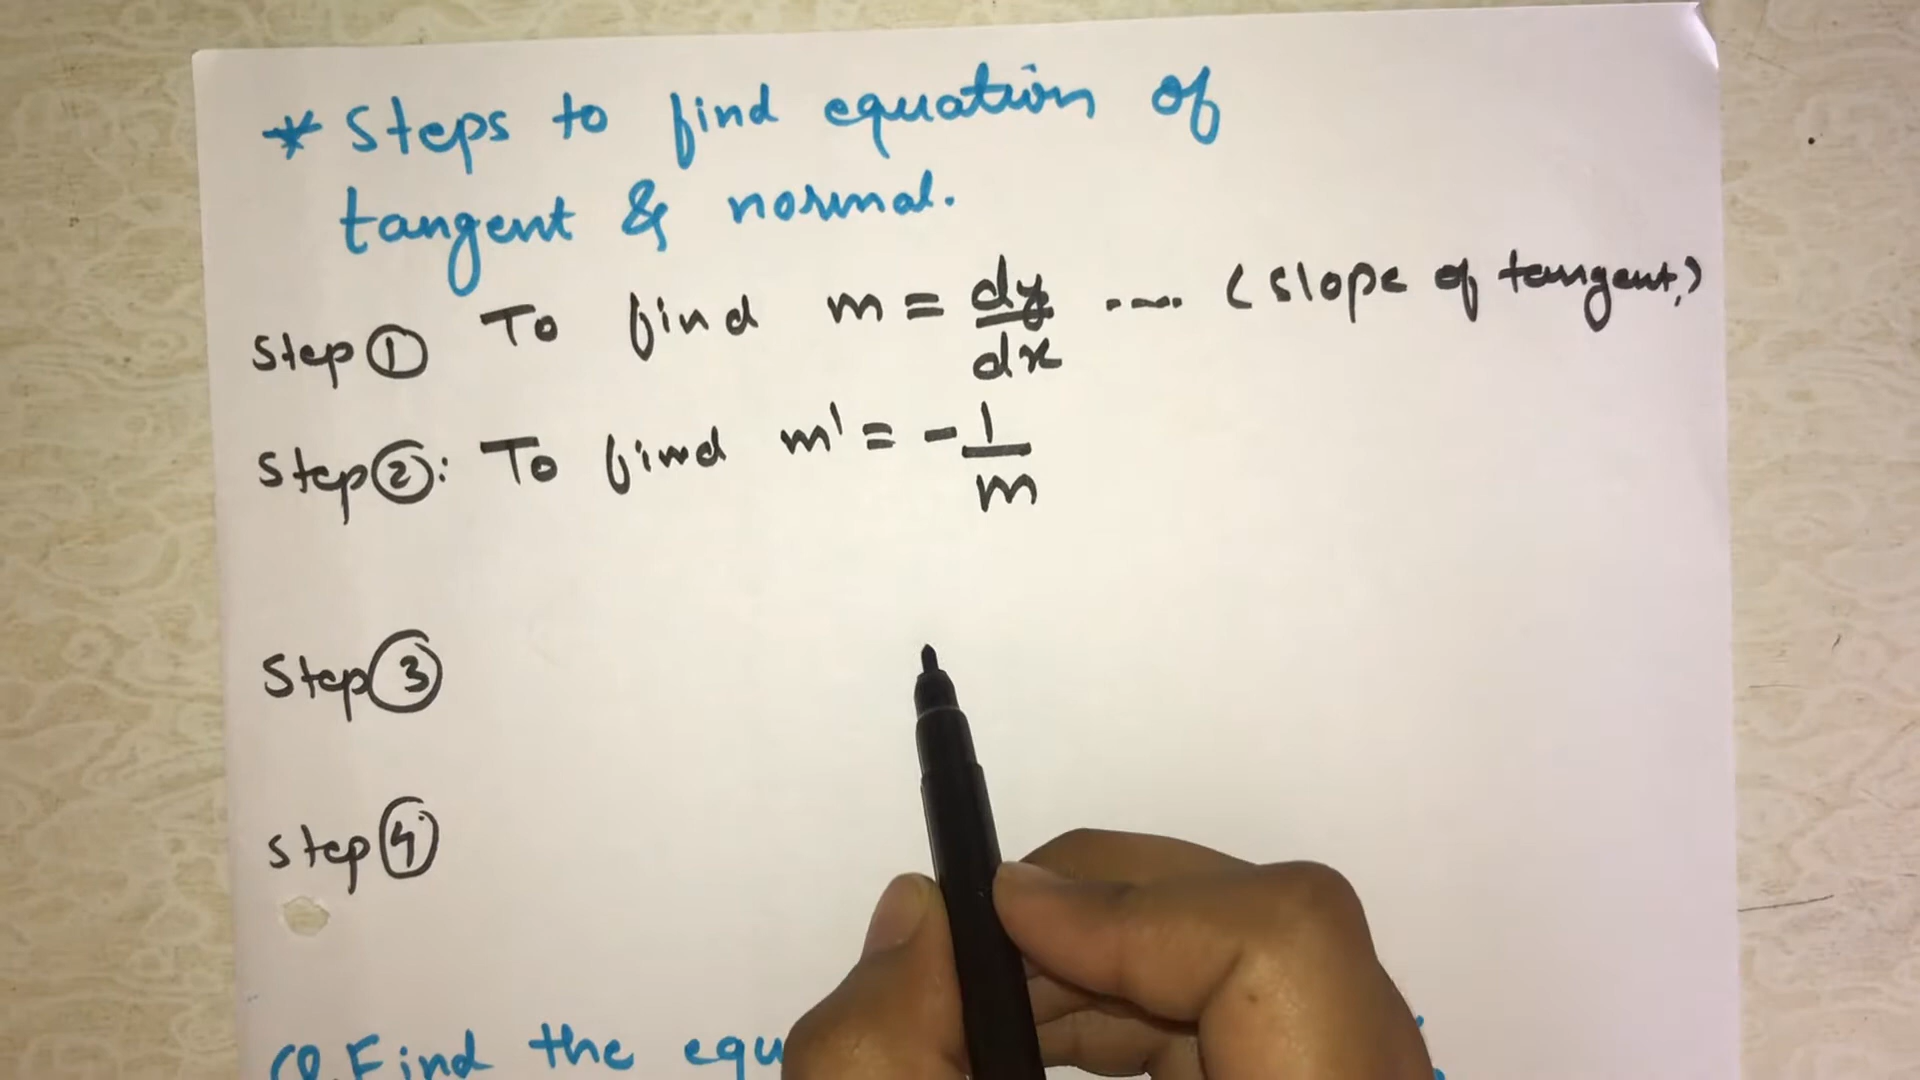 * Steps to find equation of
tangent & normal.
Step ① To find m = dy/dx .... (slope of tangent.)
Step ②: To find m' = - 1/m
Step ③
Step ④
Q. Find the equ